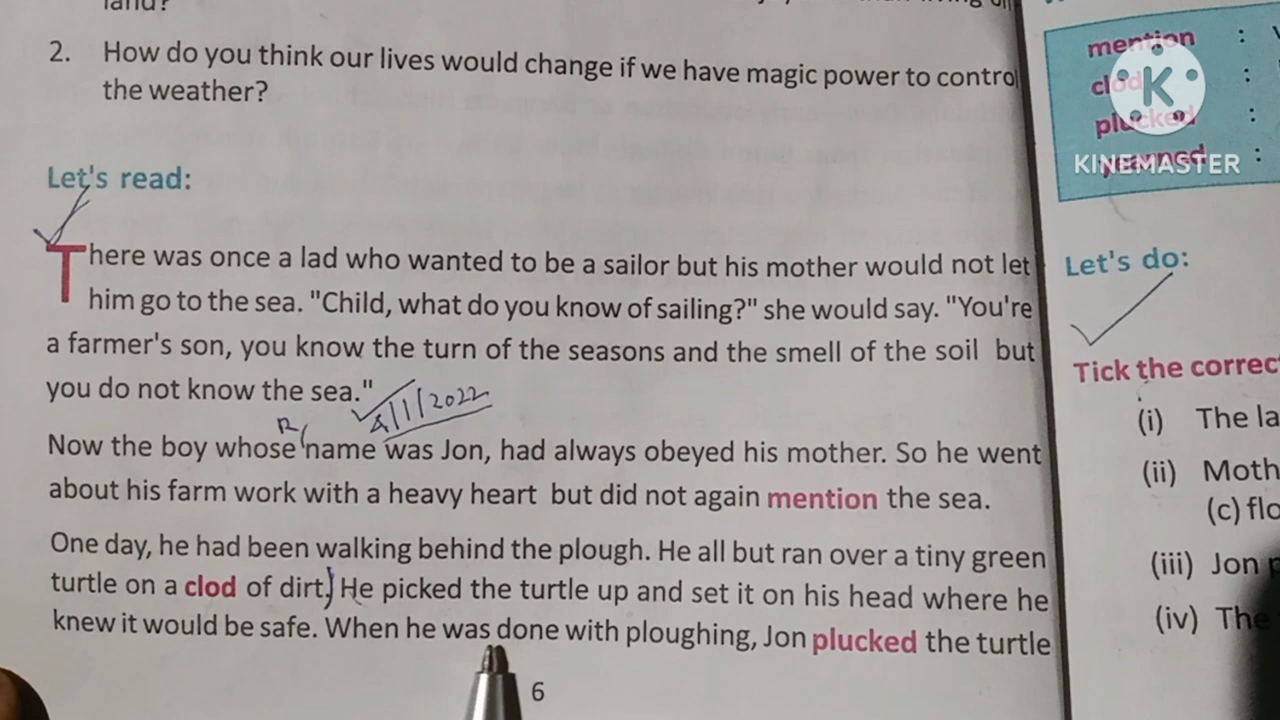 land?
2. How do you think our lives would change if we have magic power to contro
the weather?
Let's read:
There was once a lad who wanted to be a sailor but his mother would not let
him go to the sea. "Child, what do you know of sailing?" she would say. "You're
a farmer's son, you know the turn of the seasons and the smell of the soil but
you do not know the sea."
4/1/2022
R
Now the boy whose name was Jon, had always obeyed his mother. So he went
about his farm work with a heavy heart but did not again mention the sea.
One day, he had been walking behind the plough. He all but ran over a tiny green
turtle on a clod of dirt. He picked the turtle up and set it on his head where he
knew it would be safe. When he was done with ploughing, Jon plucked the turtle
6
mention :
clod :
plucked :
K
KINEMASTER
Let's do:
Tick the correc
(i) The la
(ii) Moth
(c) flo
(iii) Jon
(iv) The